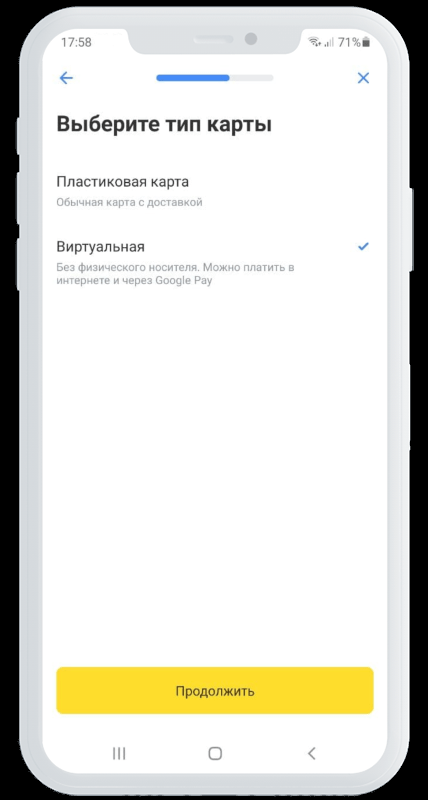 17:58 71%
Выберите тип карты
Пластиковая карта
Обычная карта с доставкой
Виртуальная
Без физического носителя. Можно платить в
интернете и через Google Pay
Продолжить